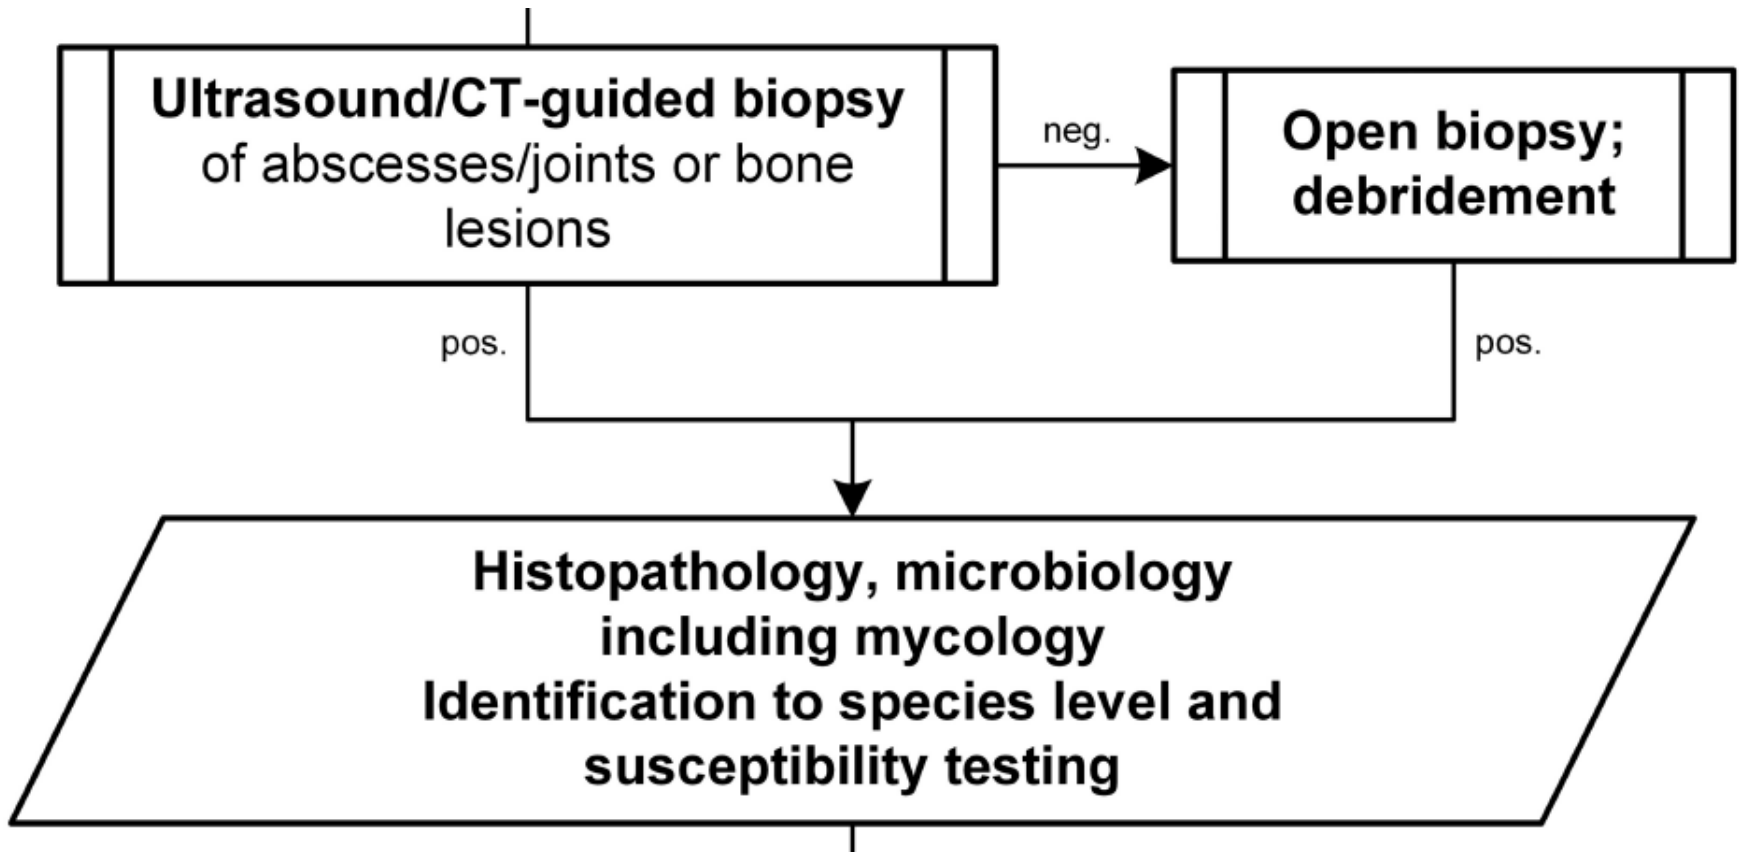 Ultrasound/CT-guided biopsy
of abscesses/joints or bone
lesions
neg.
Open biopsy;
debridement
pos.
pos.
Histopathology, microbiology
including mycology
Identification to species level and
susceptibility testing